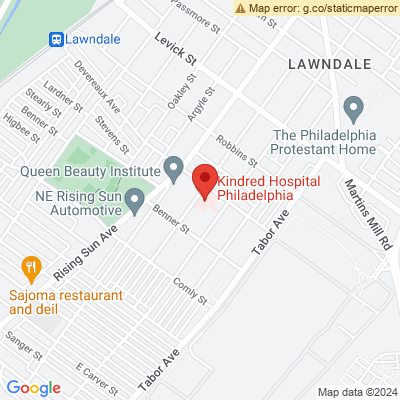 Map error: g.co/staticmaperror
Passmore St
Lawndale
Levick St
LAWNDALE
Devereaux Ave
Oakley St
Lardner St
Stearly St
Argyle St
Benner St
Higbee St
Stevens St
Robbins St
The Philadelphia
Protestant Home
Queen Beauty Institute
Kindred Hospital
Philadelphia
NE Rising Sun
Automotive
Martins Mill Rd
Benner St
Tabor Ave
Rising Sun Ave
Sajoma restaurant
and deil
Comly St
Sanger St
E Carver St
Tabor Ave
Google
Map data ©2024